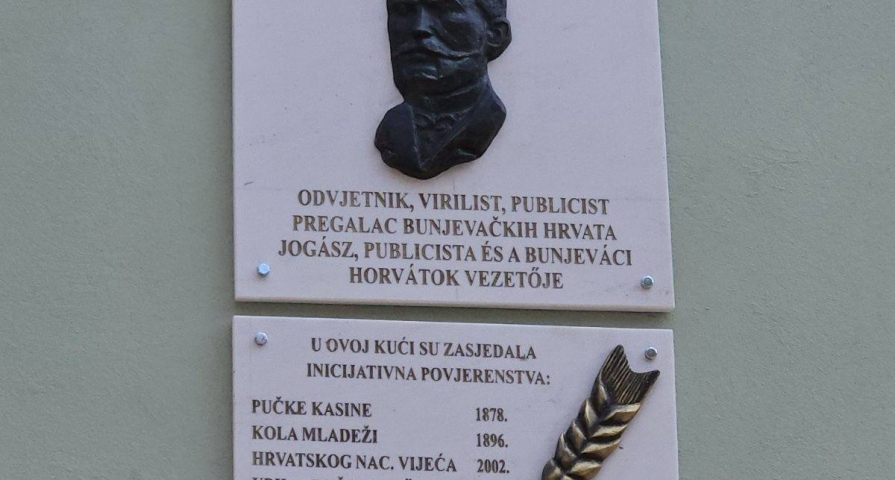 ODVJETNIK, VIRILIST, PUBLICIST
PREGALAC BUNJEVAČKIH HRVATA
JOGÁSZ, PUBLICISTA ÉS A BUNJEVÁCI
HORVÁTOK VEZETŐJE
U OVOJ KUĆI SU ZASJEDALA
INICIJATIVNA POVJERENSTVA:
PUČKE KASINE 1878.
KOLA MLADEŽI 1896.
HRVATSKOG NAC. VIJEĆA 2002.